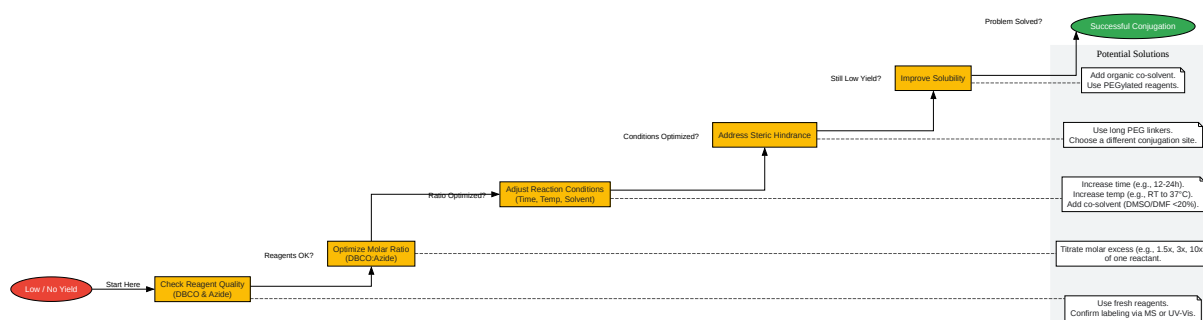 Problem Solved?
Successful Conjugation
Potential Solutions
Still Low Yield?
Improve Solubility
Add organic co-solvent.
Use PEGylated reagents.
Conditions Optimized?
Address Steric Hindrance
Use long PEG linkers.
Choose a different conjugation site.
Ratio Optimized?
Adjust Reaction Conditions
(Time, Temp, Solvent)
Increase time (e.g., 12-24h).
Increase temp (e.g., RT to 37°C).
Add co-solvent (DMSO/DMF <20%).
Reagents OK?
Optimize Molar Ratio
(DBCO:Azide)
Titrate molar excess (e.g., 1.5x, 3x, 10x
of one reactant.
Low / No Yield
Start Here
Check Reagent Quality
(DBCO & Azide)
Use fresh reagents.
Confirm labeling via MS or UV-Vis.